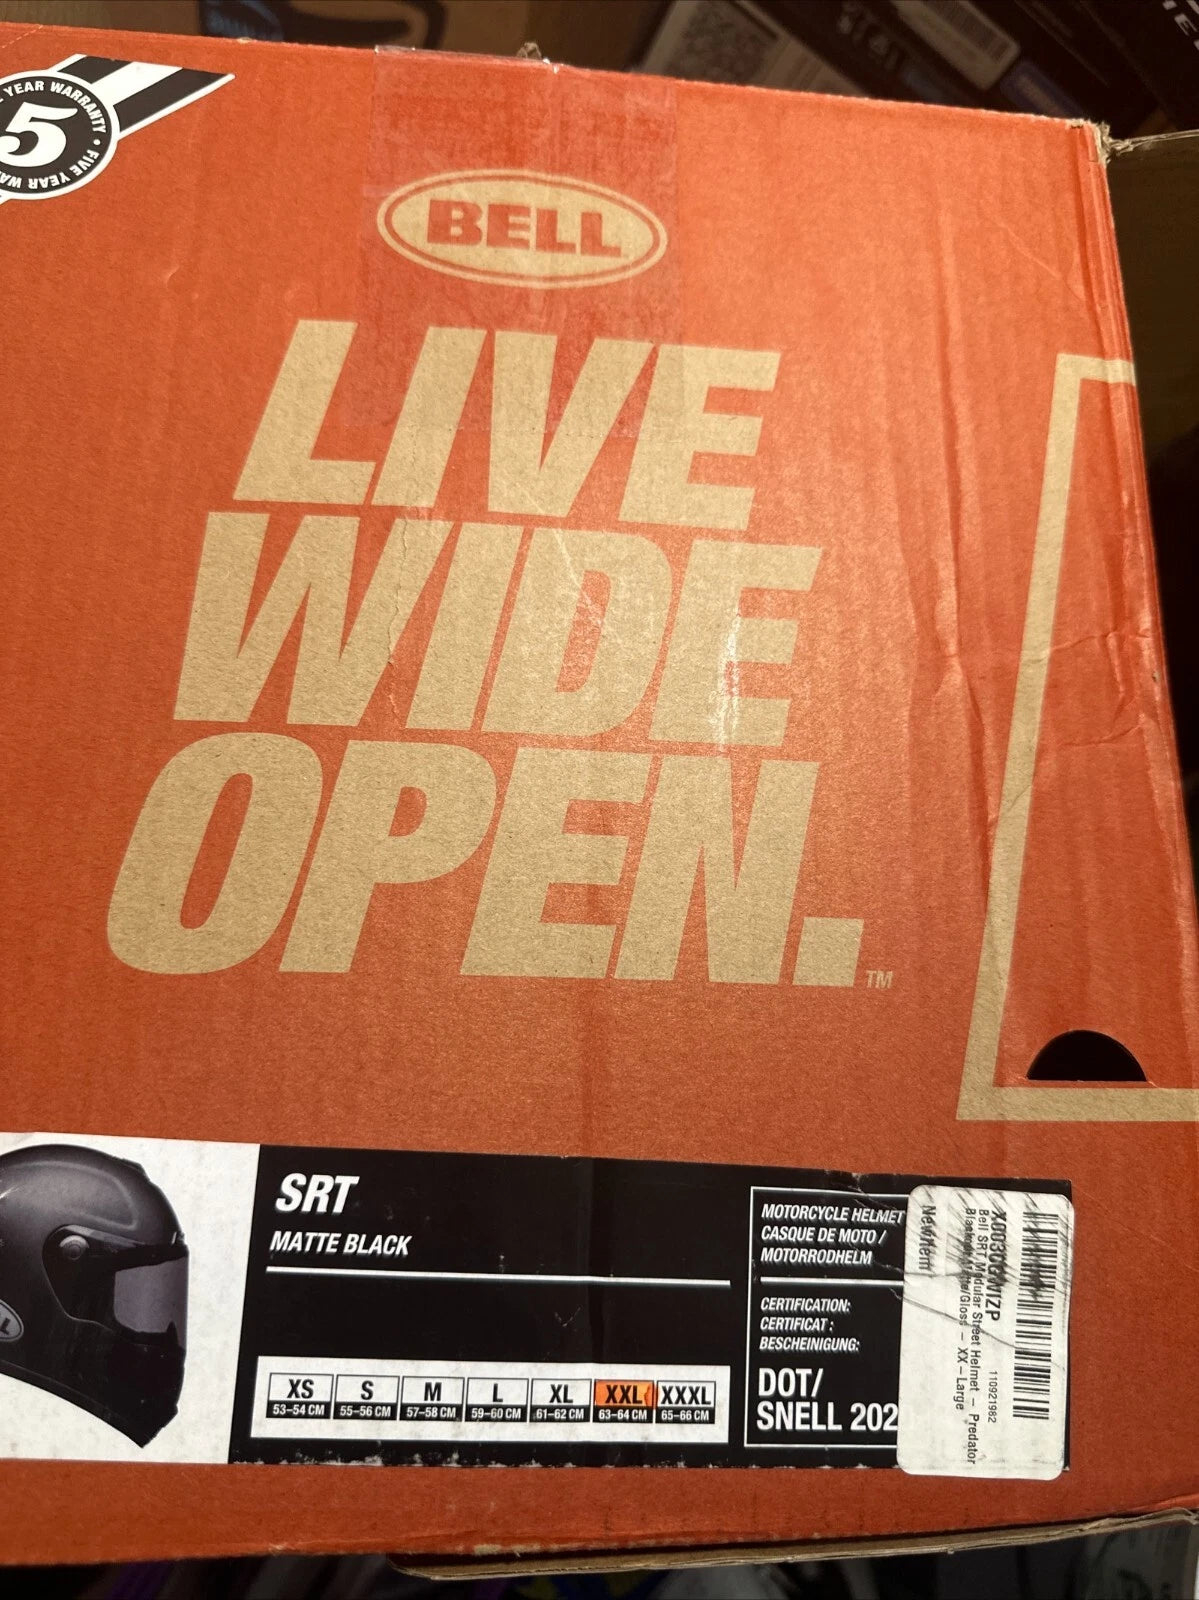 YEAR WARRANTY • FIVE YEAR
5
BELL
LIVE
WIDE
OPEN.
TM
SRT
MATTE BLACK
XS S M L XL XXL XXXL
53–54 CM 55–56 CM 57–58 CM 59–60 CM 61–62 CM 63–64 CM 65–66 CM
MOTORCYCLE HELMET
CASQUE DE MOTO /
MOTORRODHELM
CERTIFICATION:
CERTIFICAT :
BESCHEINIGUNG:
DOT/
SNELL 202
110921982
Bell SRT Modular Street Helmet – Predator
– XX – Large